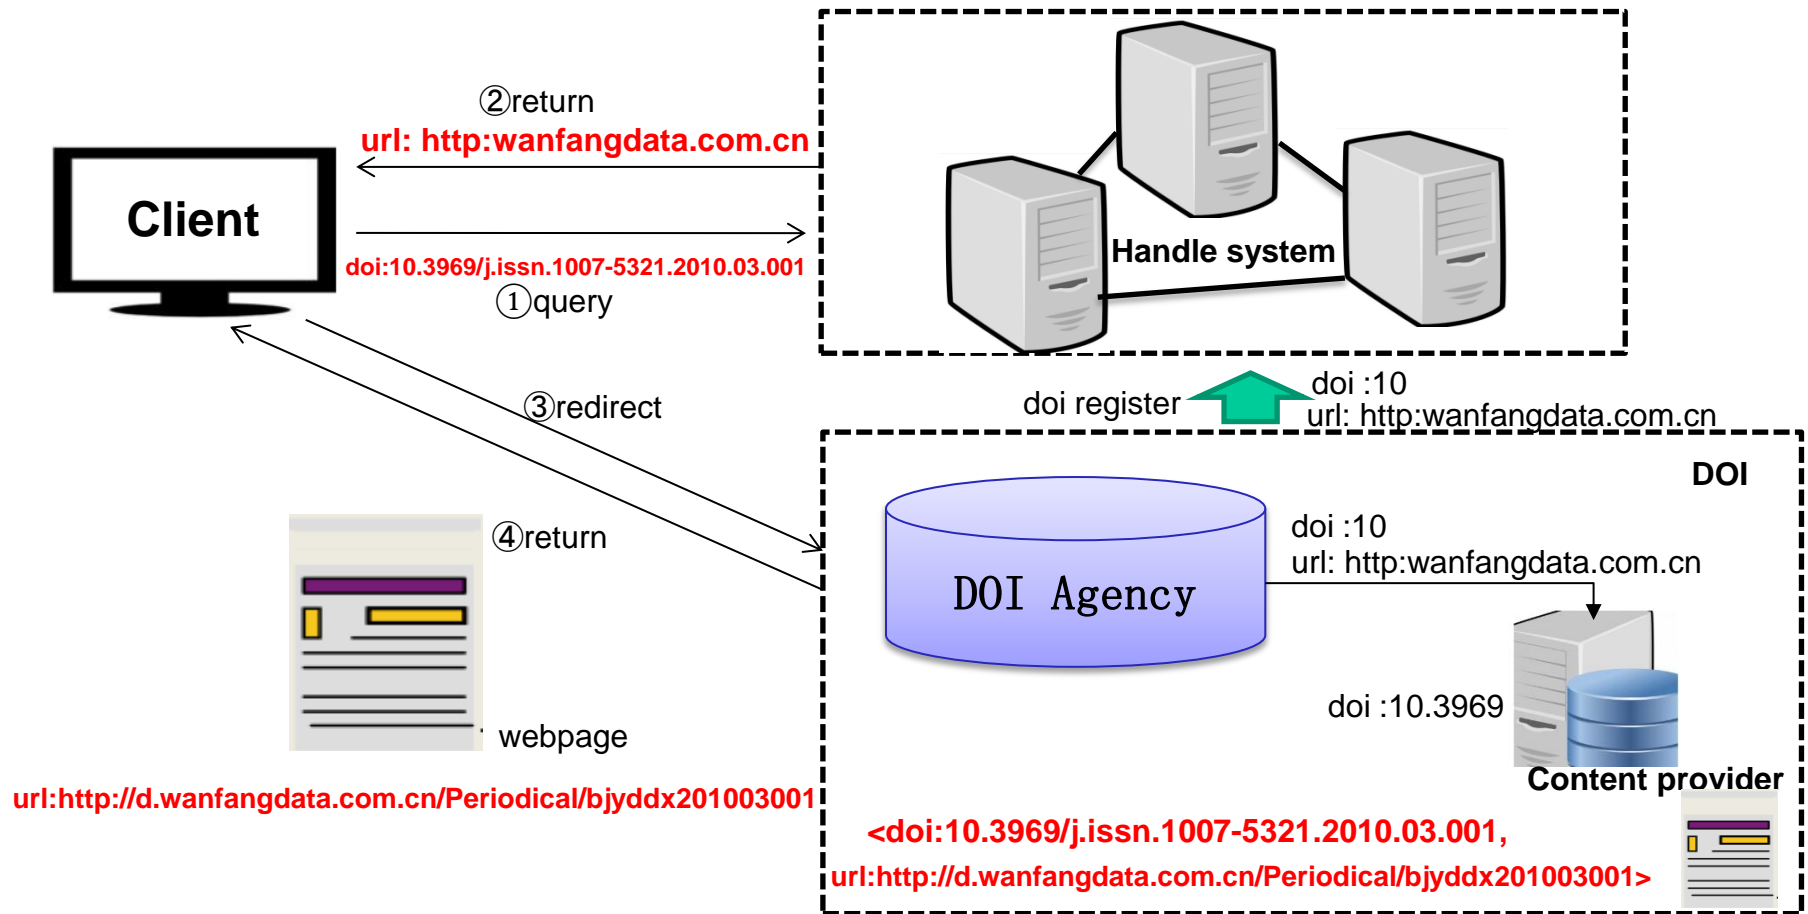 ②return
url: http:wanfangdata.com.cn
Client
doi:10.3969/j.issn.1007-5321.2010.03.001
①query
Handle system
doi register
doi :10
url: http:wanfangdata.com.cn
③redirect
DOI
④return
DOI Agency
doi :10
url: http:wanfangdata.com.cn
doi :10.3969
webpage
Content provider
url:http://d.wanfangdata.com.cn/Periodical/bjyddx201003001
<doi:10.3969/j.issn.1007-5321.2010.03.001,
url:http://d.wanfangdata.com.cn/Periodical/bjyddx201003001>